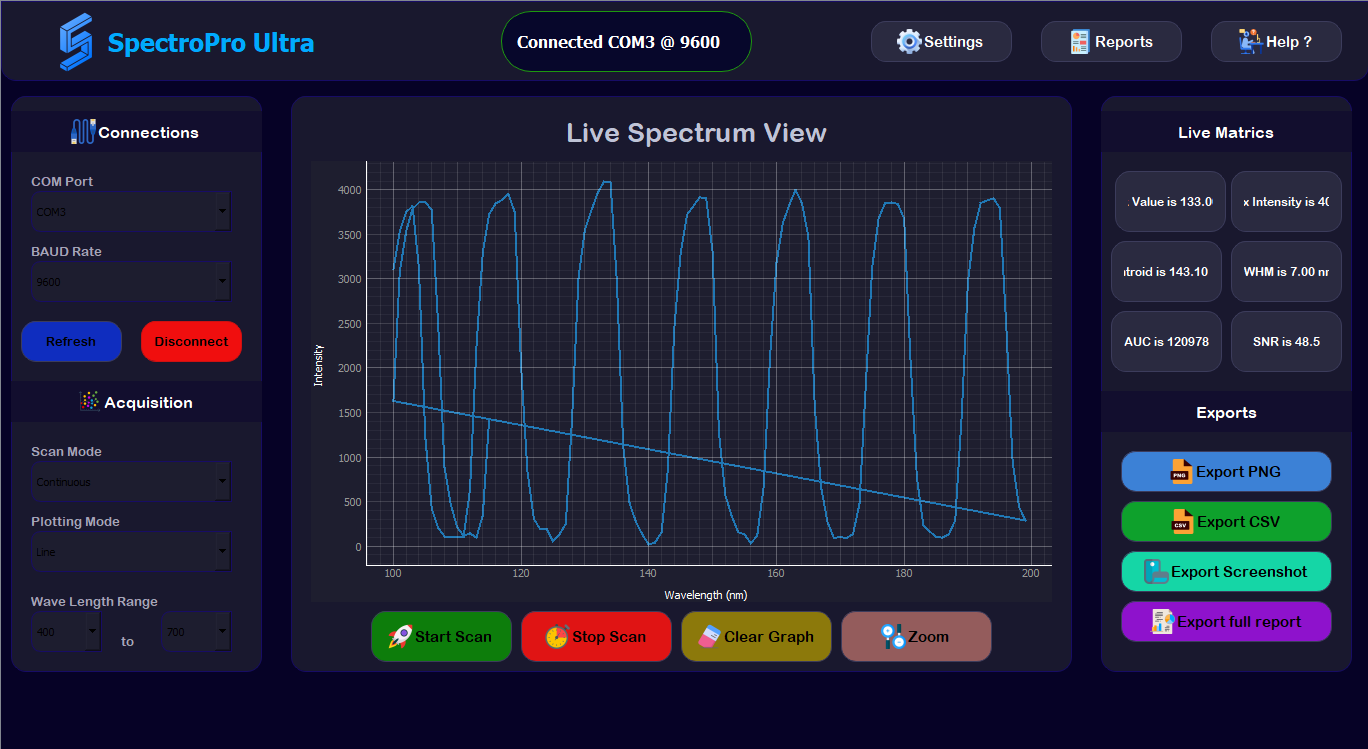 SpectroPro Ultra
Connected COM3 @ 9600
Settings
Reports
Help ?
Connections
COM Port
COM3
BAUD Rate
9600
Refresh
Disconnect
Acquisition
Scan Mode
Continuous
Plotting Mode
Line
Wave Length Range
400
to
700
Live Spectrum View
Intensity
4000
3500
3000
2500
2000
1500
1000
500
0
100
120
140
160
180
200
Wavelength (nm)
Start Scan
Stop Scan
Clear Graph
Zoom
Live Matrics
Value is 133.0
x Intensity is 40
troid is 143.10
WHM is 7.00 nm
AUC is 120978
SNR is 48.5
Exports
PNG
Export PNG
CSV
Export CSV
Export Screenshot
Export full report